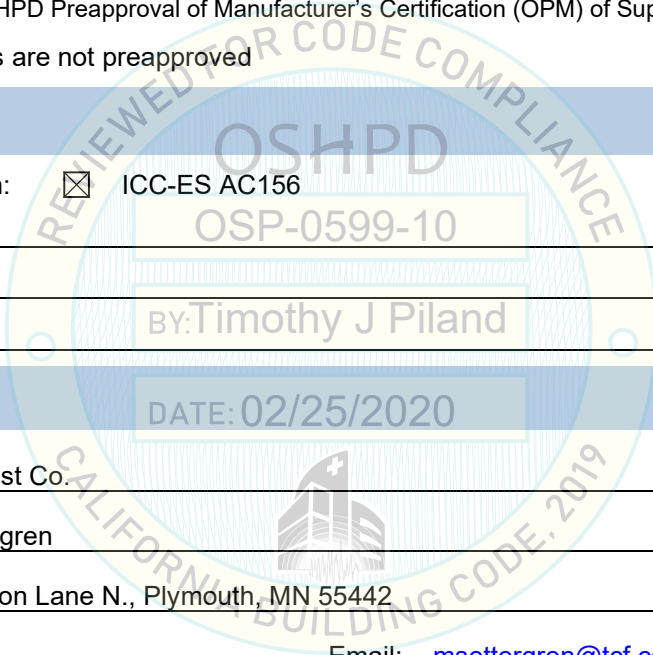 HPD Preapproval of Manufacturer's Certification (OPM) of Sup
s are not preapproved
REVIEWED FOR CODE COMPLIANCE
OSHPD
: ☒ ICC-ES AC156
OSP-0599-10
BY:Timothy J Piland
DATE: 02/25/2020
st Co.
gren
on Lane N., Plymouth, MN 55442
CALIFORNIA BUILDING CODE, 2019
Email: